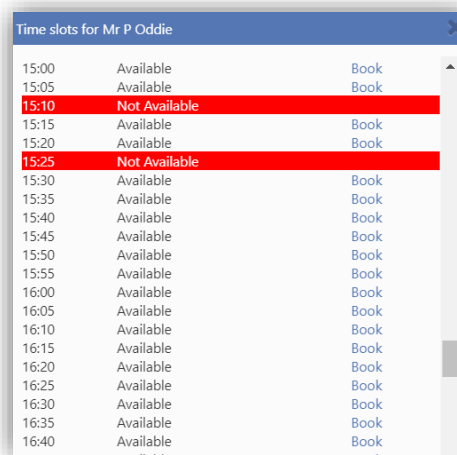 Time slots for Mr P Oddie
15:00 Available Book
15:05 Available Book
15:10 Not Available
15:15 Available Book
15:20 Available Book
15:25 Not Available
15:30 Available Book
15:35 Available Book
15:40 Available Book
15:45 Available Book
15:50 Available Book
15:55 Available Book
16:00 Available Book
16:05 Available Book
16:10 Available Book
16:15 Available Book
16:20 Available Book
16:25 Available Book
16:30 Available Book
16:35 Available Book
16:40 Available Book